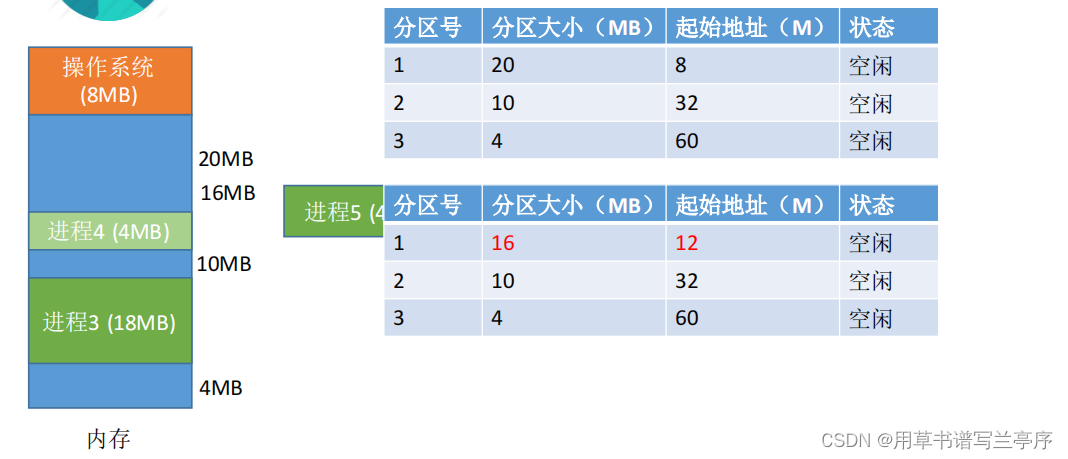 操作系统
(8MB)
20MB
16MB
进程4 (4MB)
10MB
进程3 (18MB)
4MB
内存
进程5 (4
分区号 分区大小（MB） 起始地址（M） 状态
1 20 8 空闲
2 10 32 空闲
3 4 60 空闲
分区号 分区大小（MB） 起始地址（M） 状态
1 16 12 空闲
2 10 32 空闲
3 4 60 空闲
CSDN @用草书谱写兰亭序